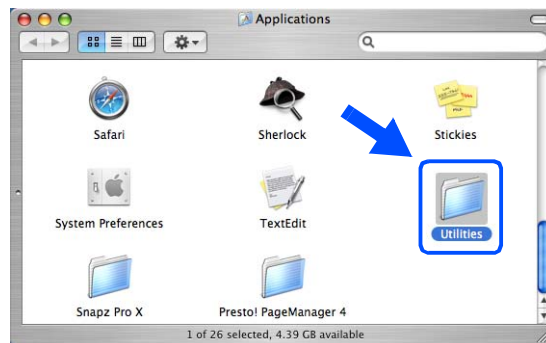 Applications
Safari
Sherlock
Stickies
System Preferences
TextEdit
Utilities
Snapz Pro X
Presto! PageManager 4
1 of 26 selected, 4.39 GB available